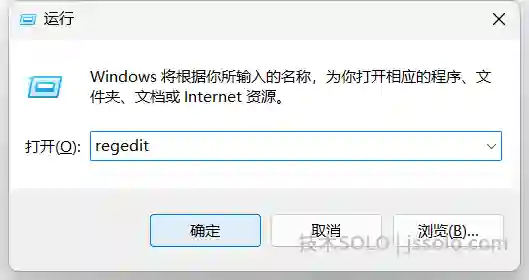 运行
Windows 将根据你所输入的名称，为你打开相应的程序、文
件夹、文档或 Internet 资源。
打开(O): regedit
确定 取消 浏览(B)...
技术SOLO | jssolo.com